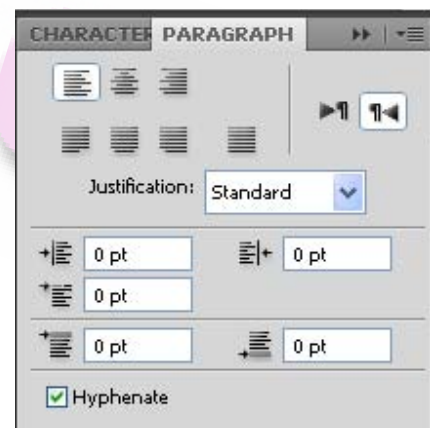 CHARACTER PARAGRAPH
Justification: Standard
0 pt 0 pt
0 pt
0 pt 0 pt
Hyphenate